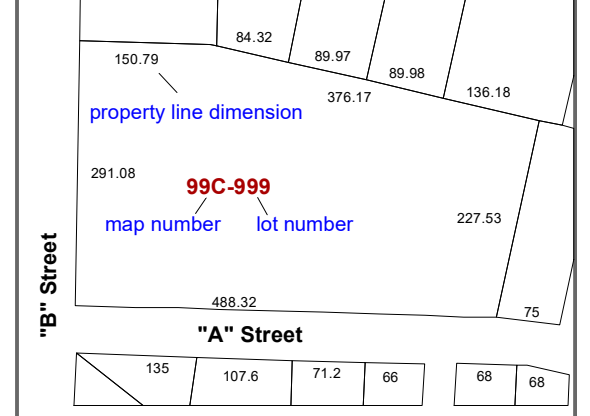 84.32
89.97
89.98
136.18
150.79
376.17
property line dimension
291.08
99C-999
map number
lot number
227.53
"B" Street
488.32
75
"A" Street
135
107.6
71.2
66
68
68